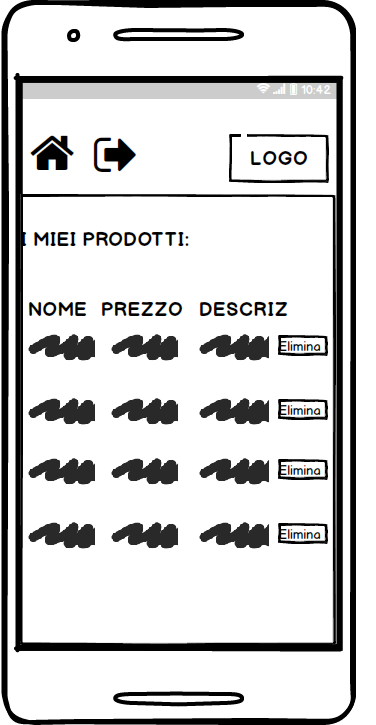 10:42
LOGO
I MIEI PRODOTTI:
NOME PREZZO DESCRIZ
Elimina
Elimina
Elimina
Elimina